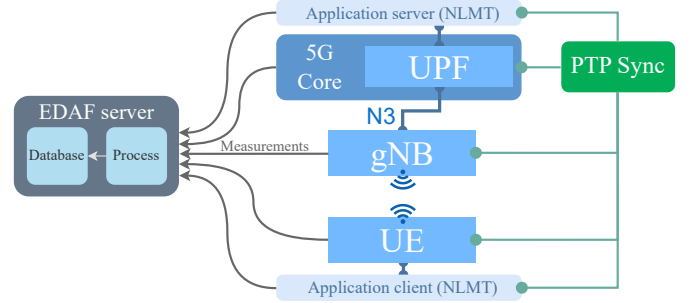 Application server (NLMT)
5G
Core
UPF
PTP Sync
EDAF server
N3
Database
Process
Measurements
gNB
UE
Application client (NLMT)